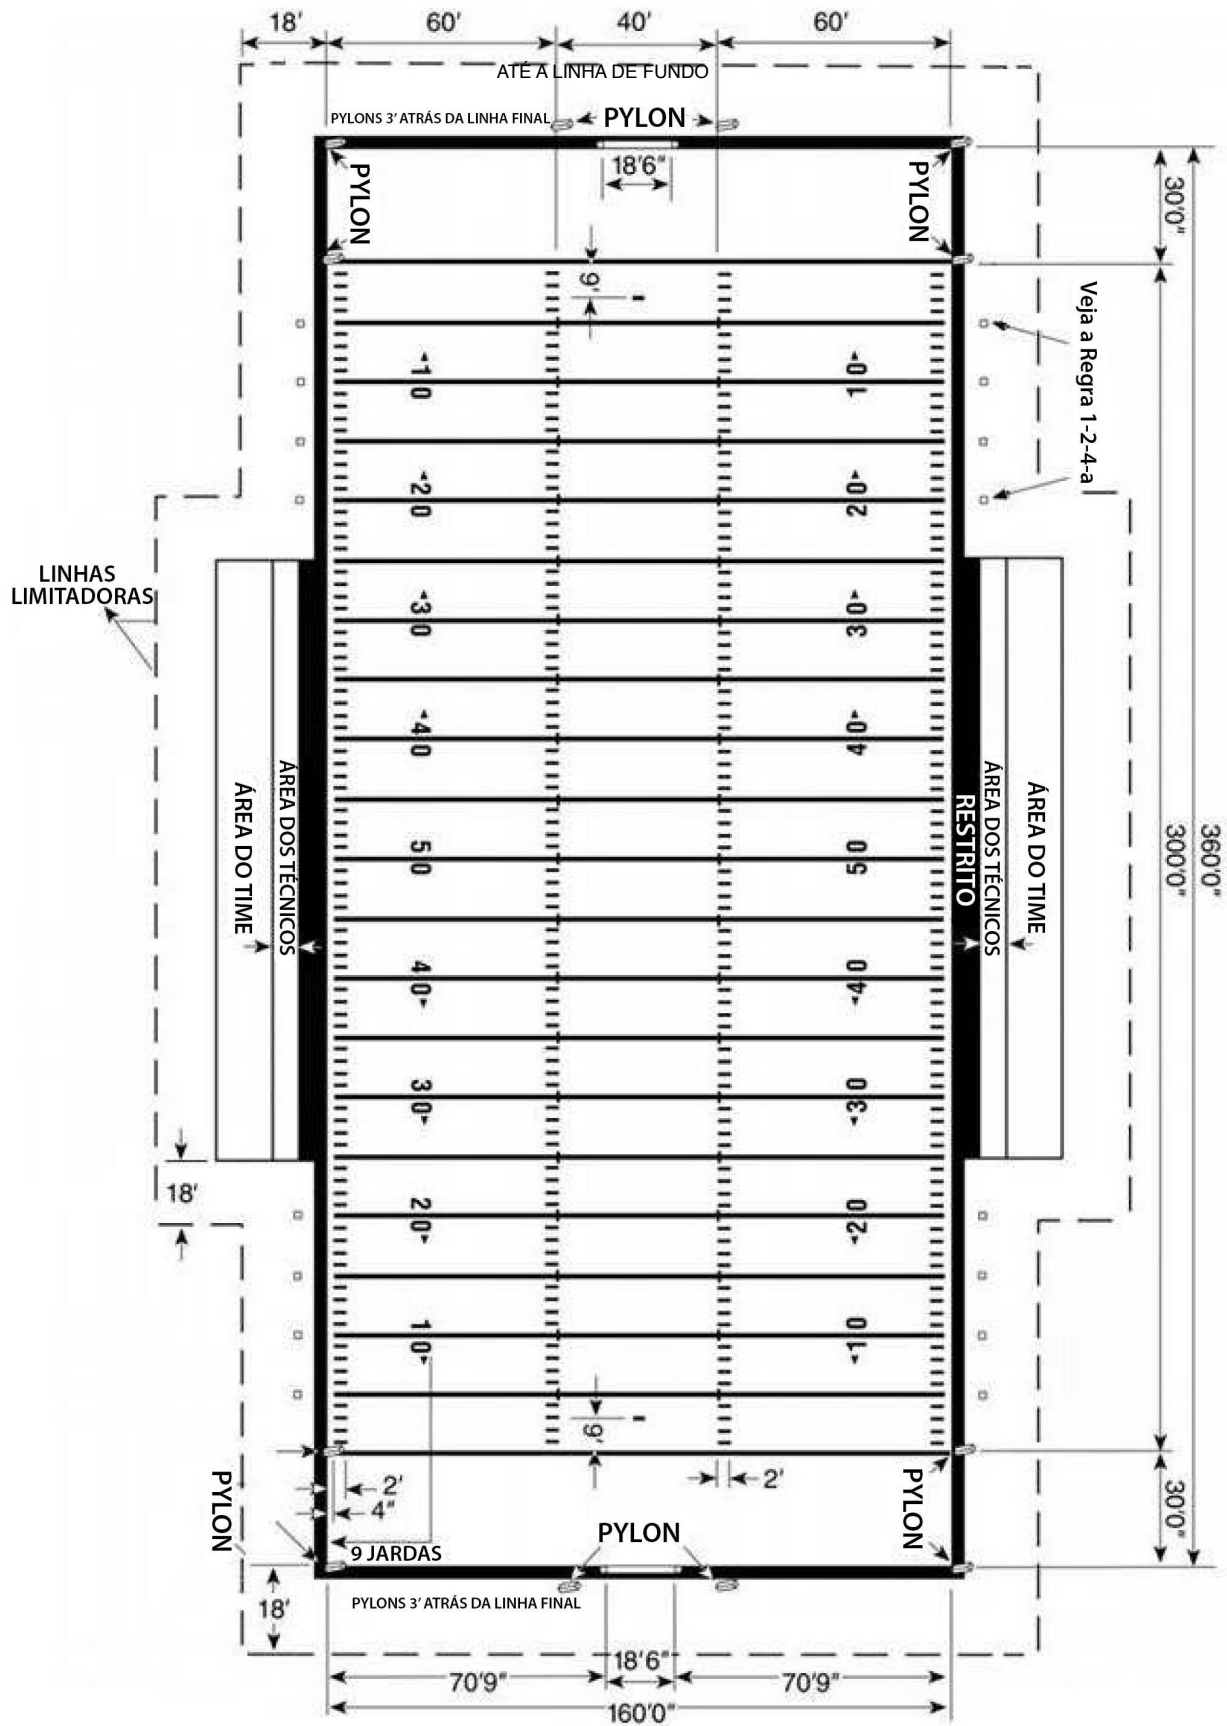 18' 60' 40' 60'
ATÉ A LINHA DE FUNDO
PYLONS 3' ATRÁS DA LINHA FINAL
PYLON
18'6"
PYLON
PYLON
30'0"
9'
Veja a Regra 1-2-4-a
10
10
20
20
LINHAS
LIMITADORAS
30
30
40
40
ÁREA DO TIME
ÁREA DOS TÉCNICOS
50
50
RESTRITO
ÁREA DOS TÉCNICOS
ÁREA DO TIME
300'0"
360'0"
40
40
30
30
18'
20
20
10
10
9'
PYLON
2'
4"
2'
PYLON
30'0"
9 JARDAS
PYLON
18'
PYLONS 3' ATRÁS DA LINHA FINAL
18'6"
70'9"
70'9"
160'0"